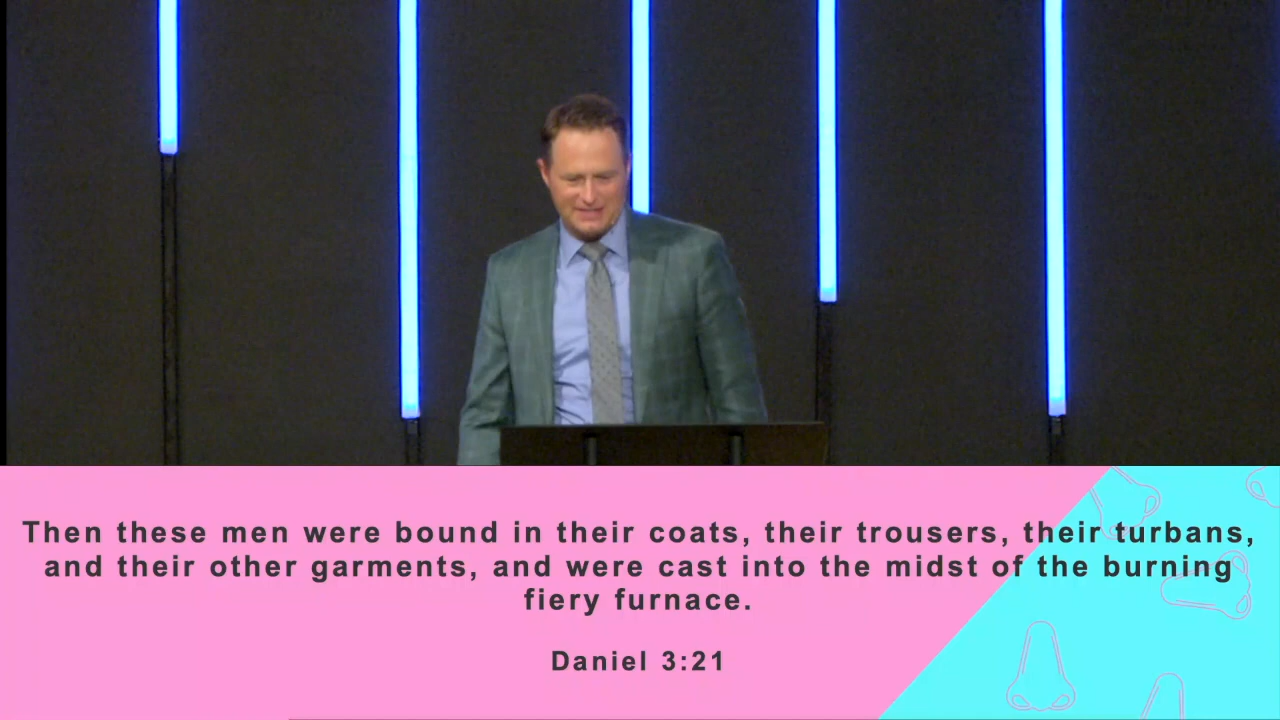 Then these men were bound in their coats, their trousers, their turbans,
and their other garments, and were cast into the midst of the burning
fiery furnace.
Daniel 3:21